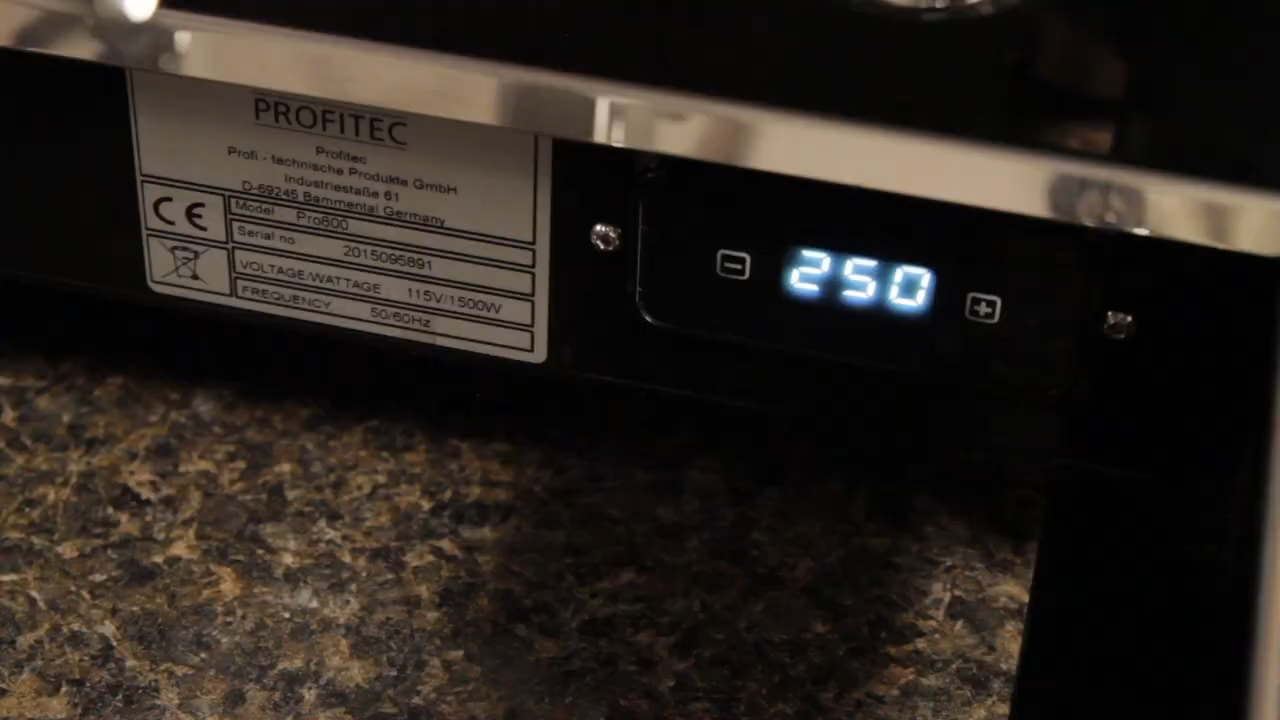 PROFITEC
Profitec
Profi - technische Produkte GmbH
Industriestaße 61
D-69245 Bammental Germany
CE
Model Pro800
Serial no 2015095891
VOLTAGE/WATTAGE : 115V/1500W
FREQUENCY 50/60Hz
- 250 +